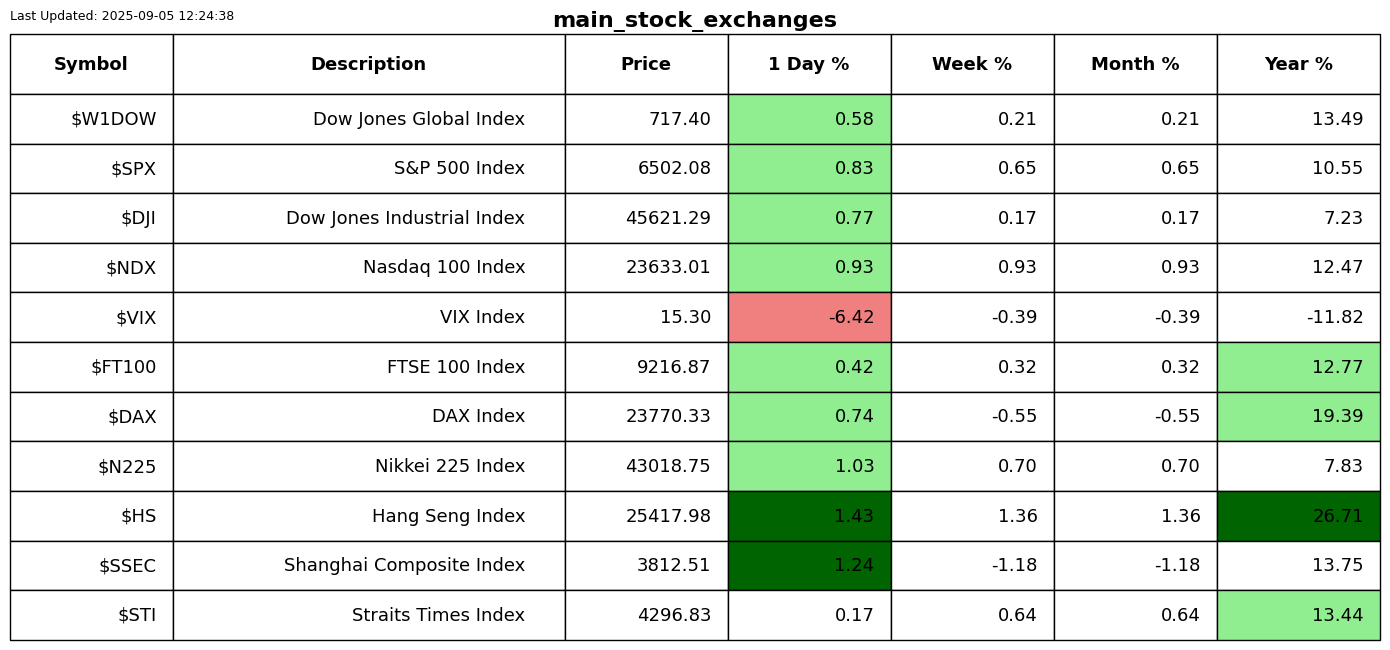 Last Updated: 2025-09-05 12:24:38
main_stock_exchanges
Symbol Description Price 1 Day % Week % Month % Year %
$W1DOW Dow Jones Global Index 717.40 0.58 0.21 0.21 13.49
$SPX S&P 500 Index 6502.08 0.83 0.65 0.65 10.55
$DJI Dow Jones Industrial Index 45621.29 0.77 0.17 0.17 7.23
$NDX Nasdaq 100 Index 23633.01 0.93 0.93 0.93 12.47
$VIX VIX Index 15.30 -6.42 -0.39 -0.39 -11.82
$FT100 FTSE 100 Index 9216.87 0.42 0.32 0.32 12.77
$DAX DAX Index 23770.33 0.74 -0.55 -0.55 19.39
$N225 Nikkei 225 Index 43018.75 1.03 0.70 0.70 7.83
$HS Hang Seng Index 25417.98 1.43 1.36 1.36 26.71
$SSEC Shanghai Composite Index 3812.51 1.24 -1.18 -1.18 13.75
$STI Straits Times Index 4296.83 0.17 0.64 0.64 13.44